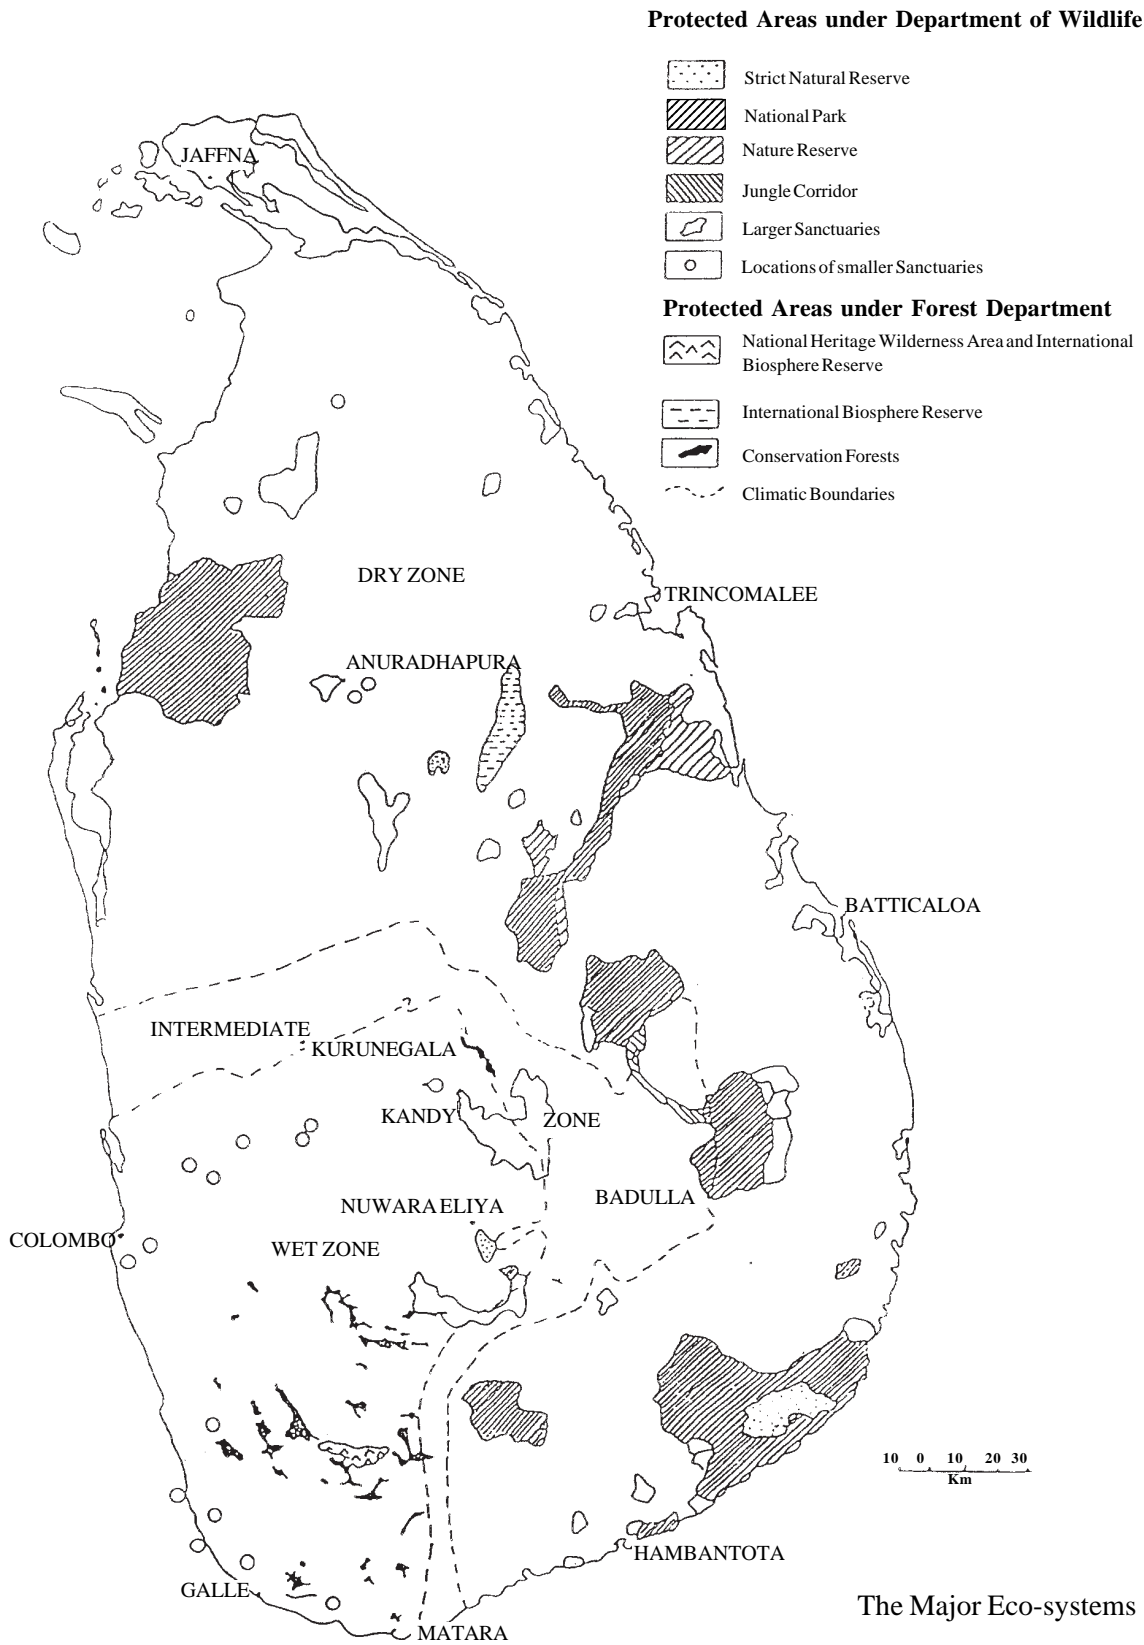 Protected Areas under Department of Wildlife
Strict Natural Reserve
National Park
Nature Reserve
Jungle Corridor
Larger Sanctuaries
Locations of smaller Sanctuaries
Protected Areas under Forest Department
National Heritage Wilderness Area and International
Biosphere Reserve
International Biosphere Reserve
Conservation Forests
Climatic Boundaries
JAFFNA
DRY ZONE
TRINCOMALEE
ANURADHAPURA
BATTICALOA
INTERMEDIATE
KURUNEGALA
KANDY
ZONE
BADULLA
NUWARA ELIYA
COLOMBO
WET ZONE
10 0 10 20 30
Km
HAMBANTOTA
GALLE
MATARA
The Major Eco-systems